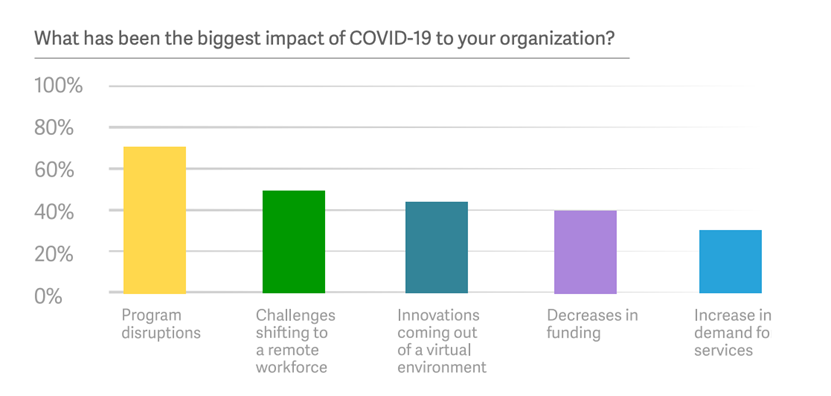 What has been the biggest impact of COVID-19 to your organization?
100%
80%
60%
40%
20%
0%
Program
disruptions
Challenges
shifting to
a remote
workforce
Innovations
coming out
of a virtual
environment
Decreases in
funding
Increase in
demand fo
services